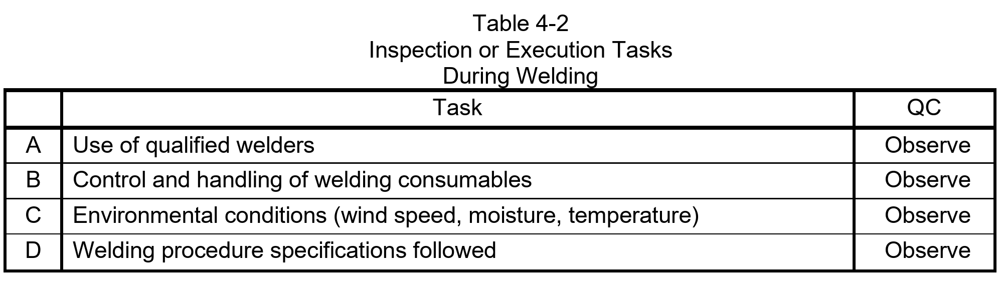 Table 4-2
Inspection or Execution Tasks
During Welding
Task QC
A Use of qualified welders Observe
B Control and handling of welding consumables Observe
C Environmental conditions (wind speed, moisture, temperature) Observe
D Welding procedure specifications followed Observe